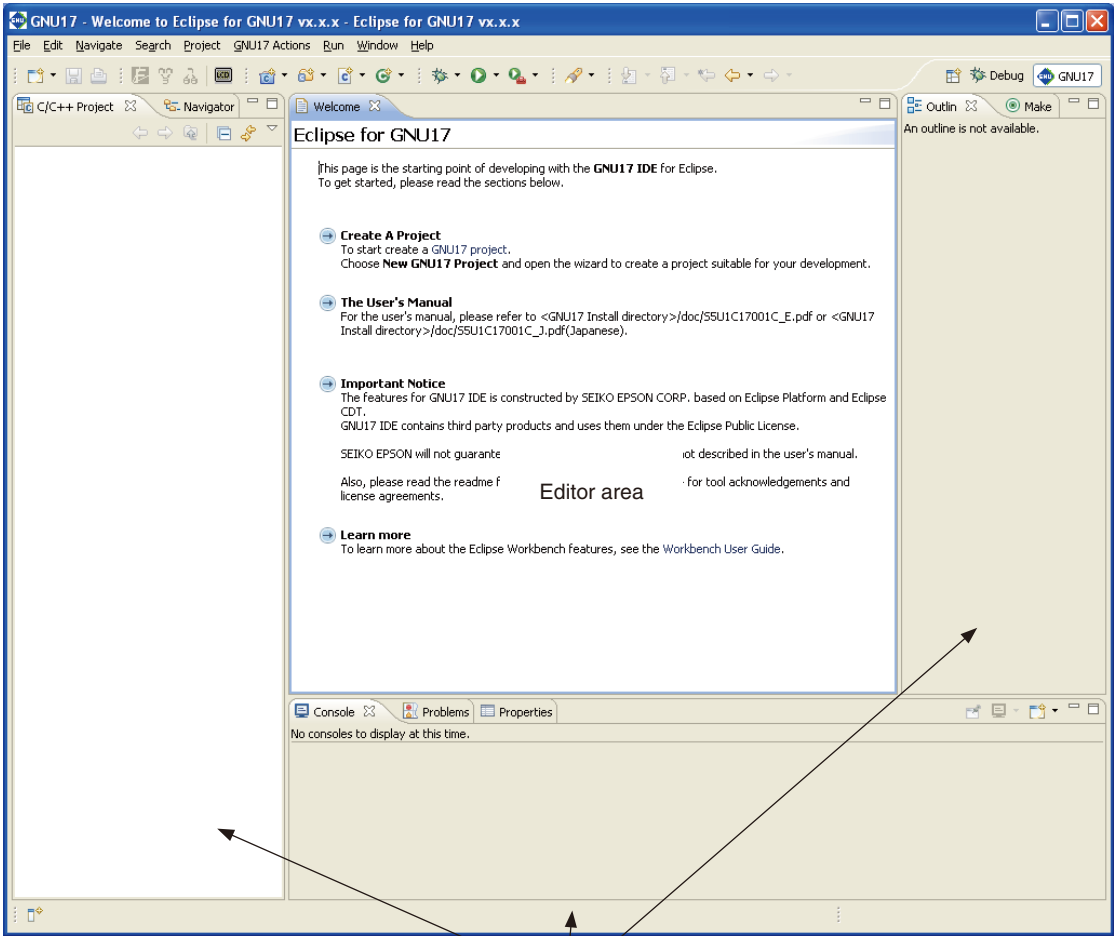 GNU17 - Welcome to Eclipse for GNU17 vx.x.x - Eclipse for GNU17 vx.x.x
File Edit Navigate Search Project GNU17 Actions Run Window Help
LCD
Debug GNU17
C/C++ Project Navigator
Welcome
Eclipse for GNU17
This page is the starting point of developing with the GNU17 IDE for Eclipse.
To get started, please read the sections below.
Create A Project
To start create a GNU17 project.
Choose New GNU17 Project and open the wizard to create a project suitable for your development.
The User's Manual
For the user's manual, please refer to <GNU17 Install directory>/doc/S5U1C17001C_E.pdf or <GNU17
Install directory>/doc/S5U1C17001C_J.pdf(Japanese).
Important Notice
The features for GNU17 IDE is constructed by SEIKO EPSON CORP. based on Eclipse Platform and Eclipse
CDT.
GNU17 IDE contains third party products and uses them under the Eclipse Public License.
SEIKO EPSON will not guarante ot described in the user's manual.
Also, please read the readme f for tool acknowledgements and
license agreements.
Editor area
Learn more
To learn more about the Eclipse Workbench features, see the Workbench User Guide.
Outlin Make
An outline is not available.
Console Problems Properties
No consoles to display at this time.